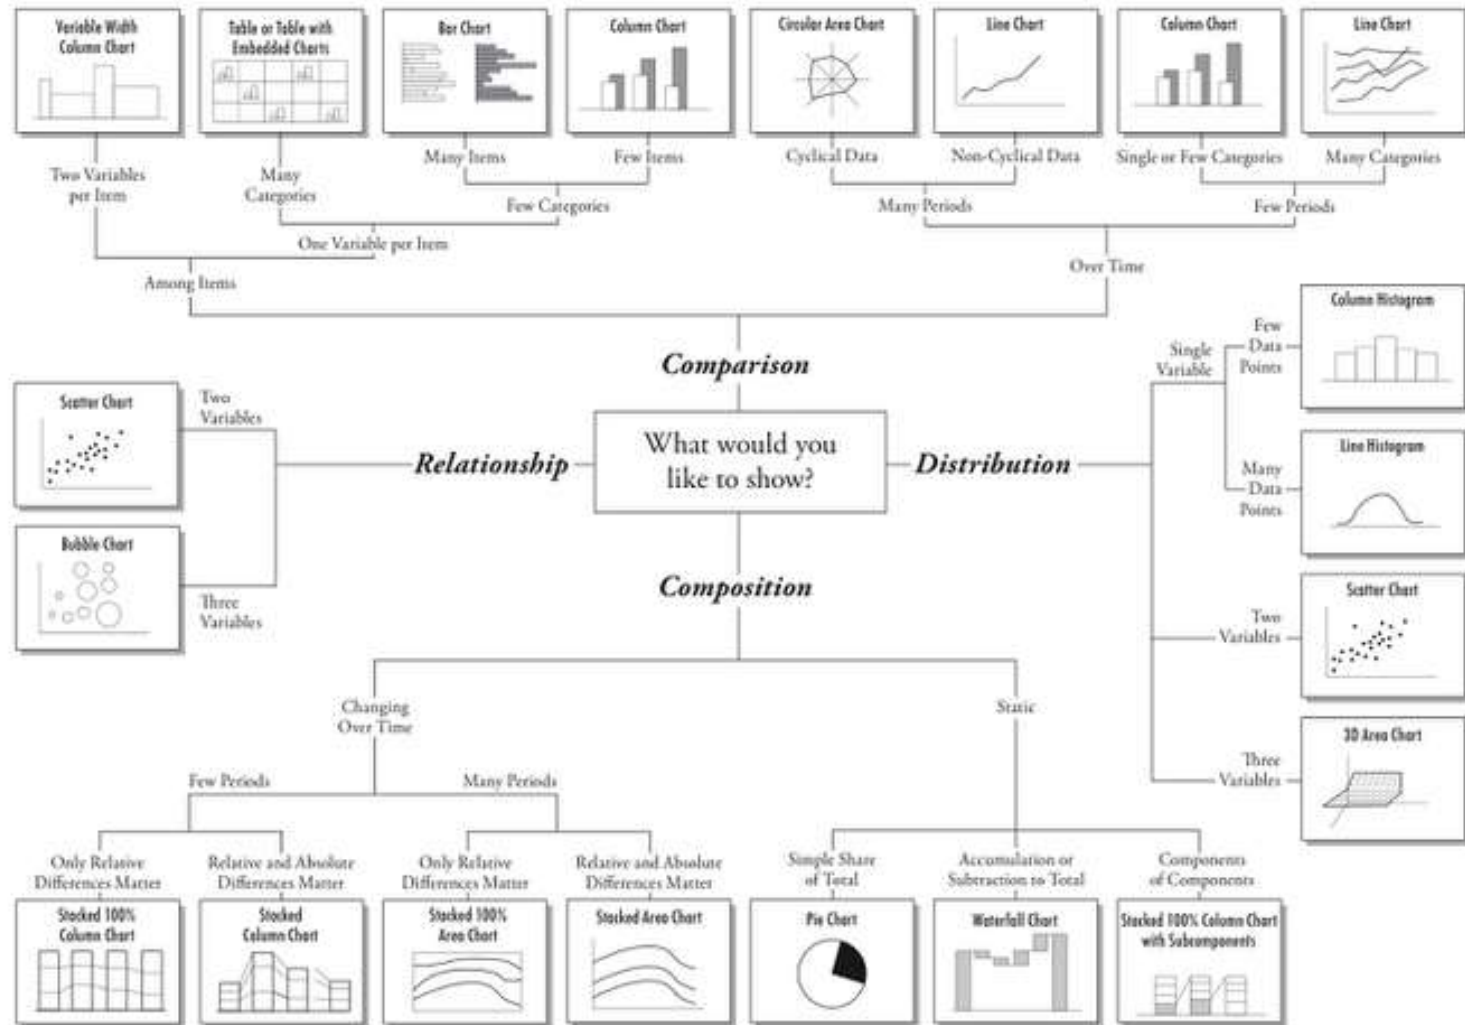 Variable Width
Column Chart
Table or Table with
Embedded Charts
Bar Chart
Column Chart
Circular Area Chart
Line Chart
Column Chart
Line Chart
Two Variables
per Item
Many
Categories
Many Items
Few Items
Cyclical Data
Non-Cyclical Data
Single or Few Categories
Many Categories
Few Categories
Many Periods
Few Periods
One Variable per Item
Over Time
Among Items
Comparison
Single
Variable
Few
Data
Points
Column Histogram
Scatter Chart
Two
Variables
Relationship
What would you
like to show?
Distribution
Many
Data
Points
Line Histogram
Bubble Chart
Three
Variables
Composition
Two
Variables
Scatter Chart
Three
Variables
3D Area Chart
Changing
Over Time
Static
Few Periods
Many Periods
Only Relative
Differences Matter
Relative and Absolute
Differences Matter
Only Relative
Differences Matter
Relative and Absolute
Differences Matter
Simple Share
of Total
Accumulation or
Subtraction to Total
Components
of Components
Stacked 100%
Column Chart
Stacked
Column Chart
Stacked 100%
Area Chart
Stacked Area Chart
Pie Chart
Waterfall Chart
Stacked 100% Column Chart
with Subcomponents